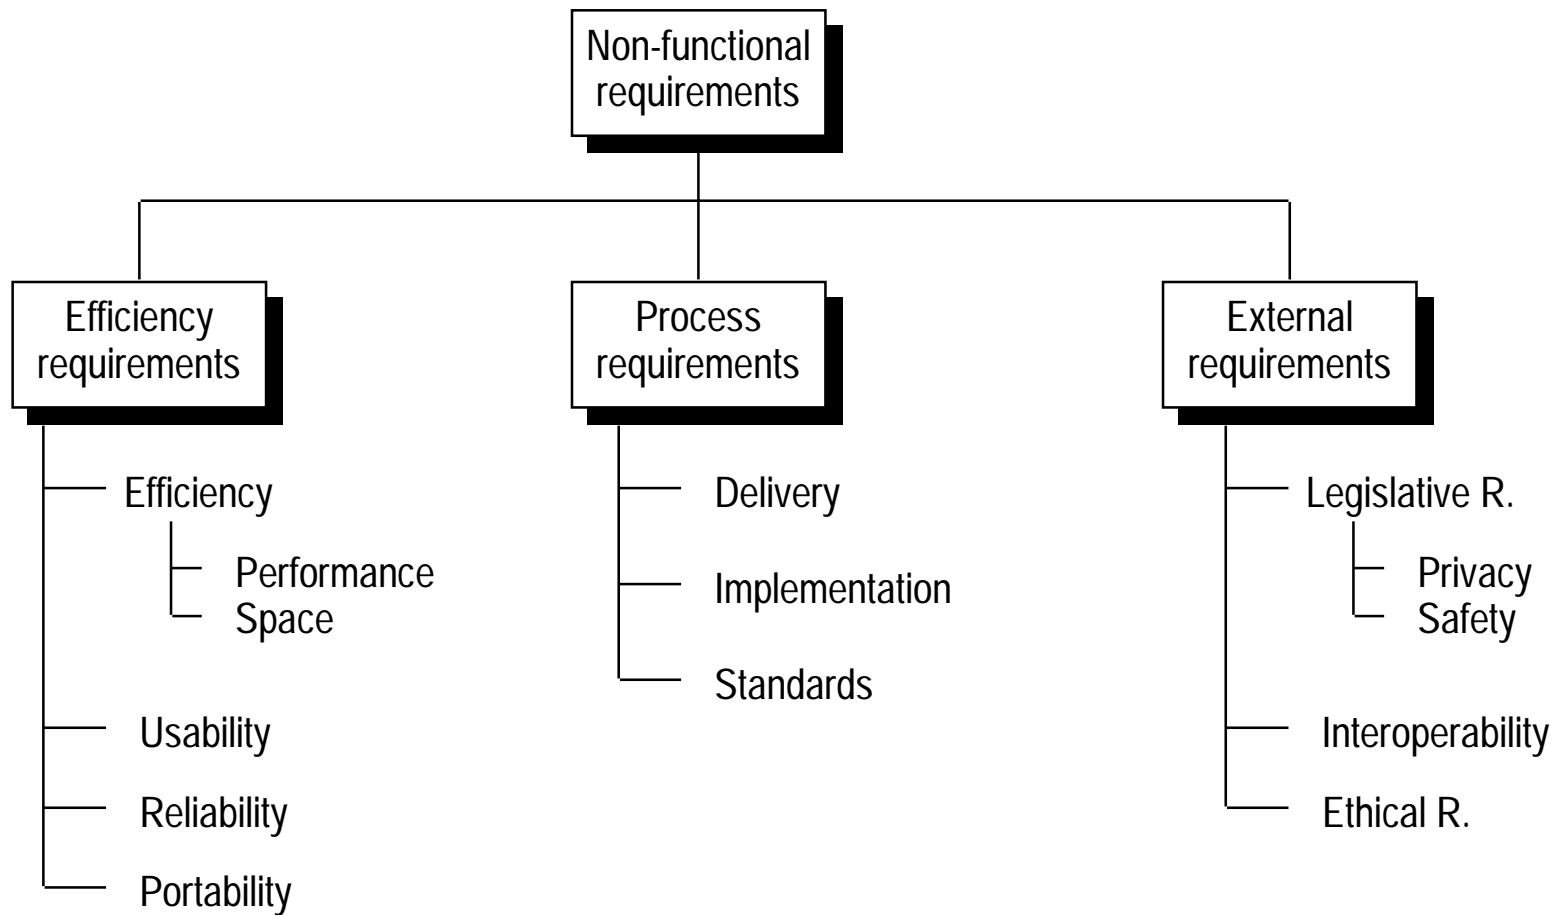 Non-functional
requirements
Efficiency
requirements
Process
requirements
External
requirements
Efficiency
Performance
Space
Usability
Reliability
Portability
Delivery
Implementation
Standards
Legislative R.
Privacy
Safety
Interoperability
Ethical R.